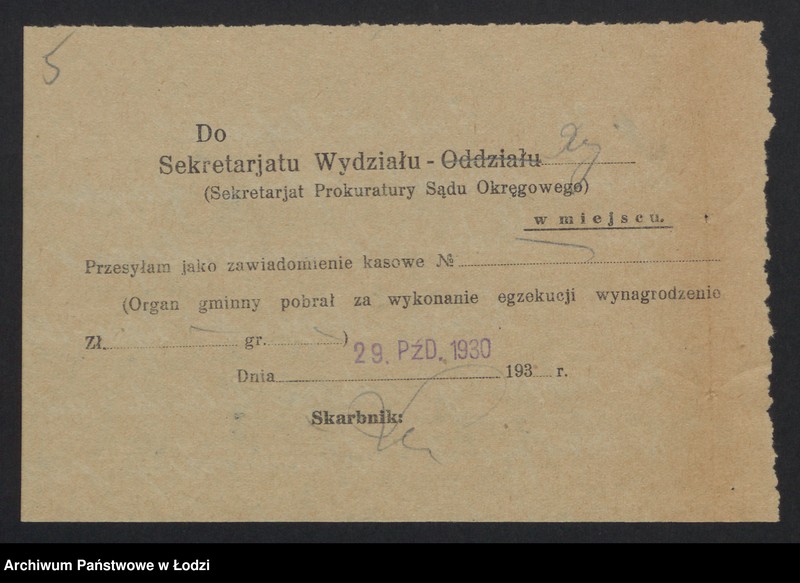 5
Do
Sekretarjatu Wydziału - Oddziału
(Sekretarjat Prokuratury Sądu Okręgowego)
w miejscu.
Przesyłam jako zawiadomienie kasowe №
(Organ gminny pobrał za wykonanie egzekucji wynagrodzenie
Zł. — gr. — )
29. PŹD. 1930
Dnia 193 r.
Skarbnik:
Archiwum Państwowe w Łodzi